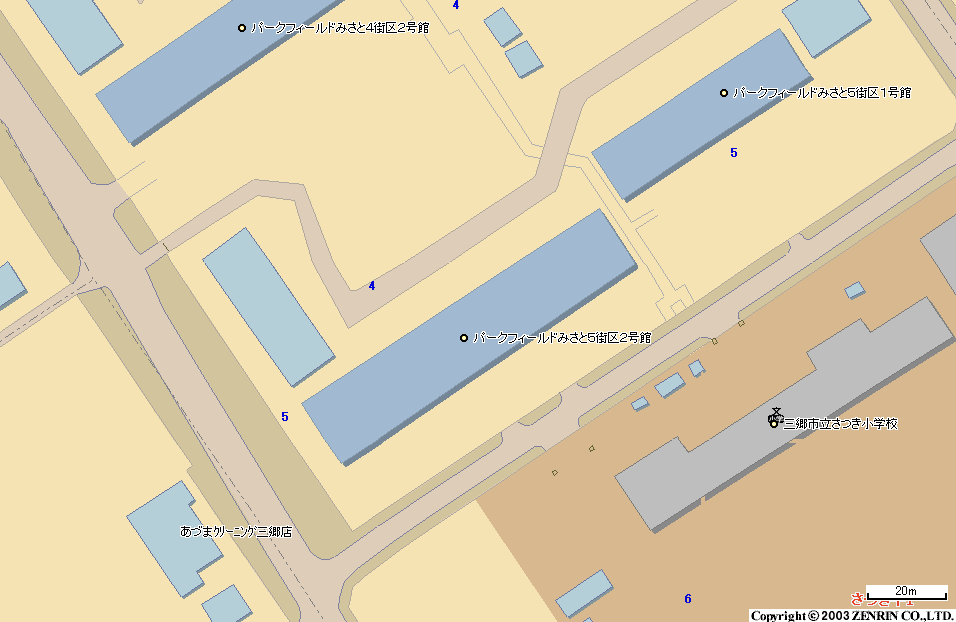 4
パークフィールドみさと4街区2号館
パークフィールドみさと5街区1号館
5
4
パークフィールドみさと5街区2号館
5
三郷市立さつき小学校
あづまクリーニング三郷店
20m
6
Copyright © 2003 ZENRIN CO.,LTD.